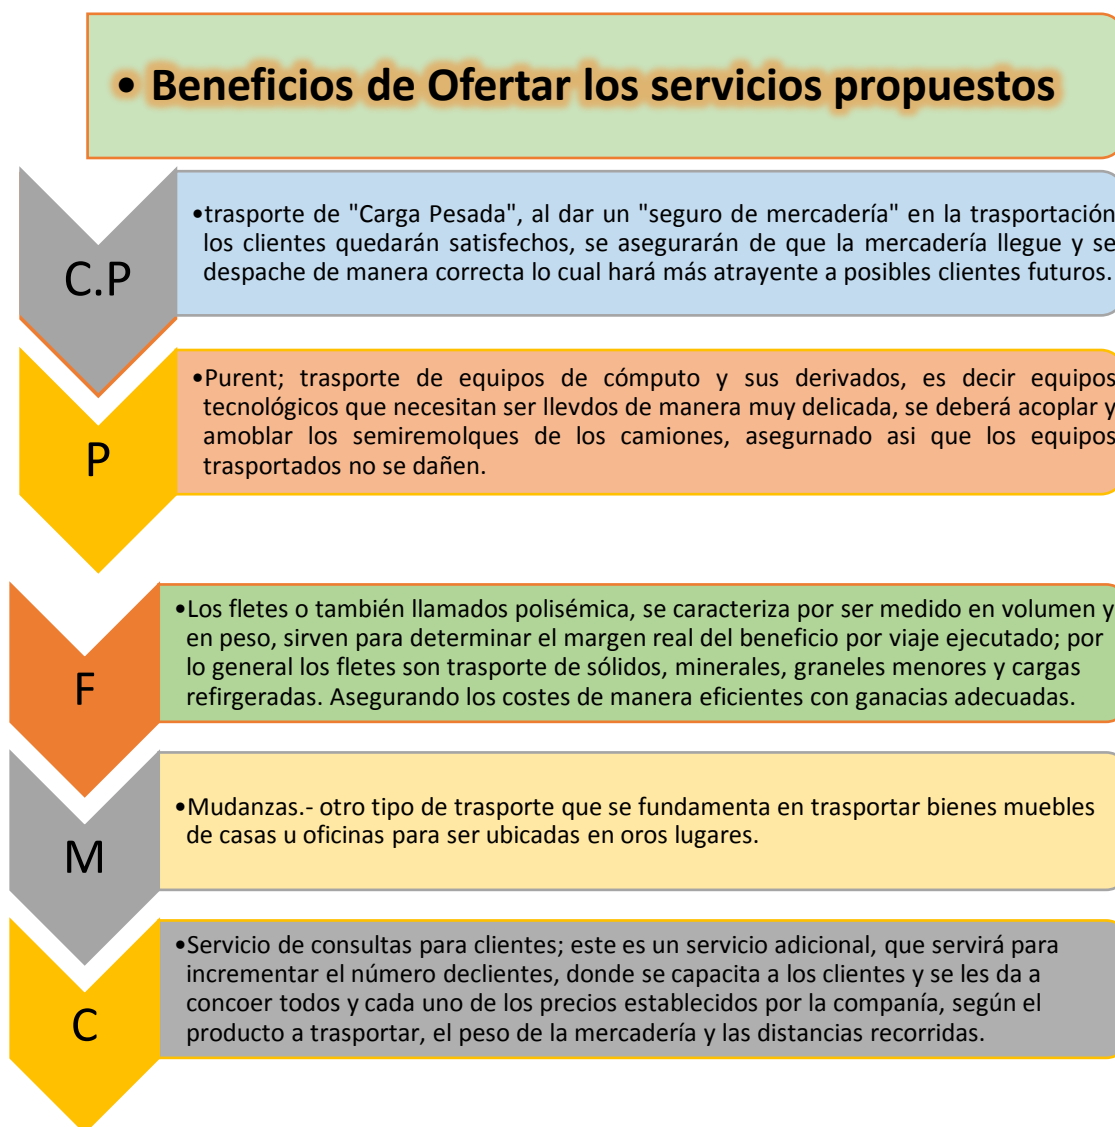 • Beneficios de Ofertar los servicios propuestos
C.P
•trasporte de "Carga Pesada", al dar un "seguro de mercadería" en la trasportación
los clientes quedarán satisfechos, se asegurarán de que la mercadería llegue y se
despache de manera correcta lo cual hará más atrayente a posibles clientes futuros.
P
•Purent; trasporte de equipos de cómputo y sus derivados, es decir equipos
tecnológicos que necesitan ser llevdos de manera muy delicada, se deberá acoplar y
amoblar los semiremolques de los camiones, asegurnado asi que los equipos
trasportados no se dañen.
F
•Los fletes o también llamados polisémica, se caracteriza por ser medido en volumen y
en peso, sirven para determinar el margen real del beneficio por viaje ejecutado; por
lo general los fletes son trasporte de sólidos, minerales, graneles menores y cargas
refirgeradas. Asegurando los costes de manera eficientes con ganacias adecuadas.
M
•Mudanzas.- otro tipo de trasporte que se fundamenta en trasportar bienes muebles
de casas u oficinas para ser ubicadas en oros lugares.
C
•Servicio de consultas para clientes; este es un servicio adicional, que servirá para
incrementar el número declientes, donde se capacita a los clientes y se les da a
concoer todos y cada uno de los precios establecidos por la companía, según el
producto a trasportar, el peso de la mercadería y las distancias recorridas.